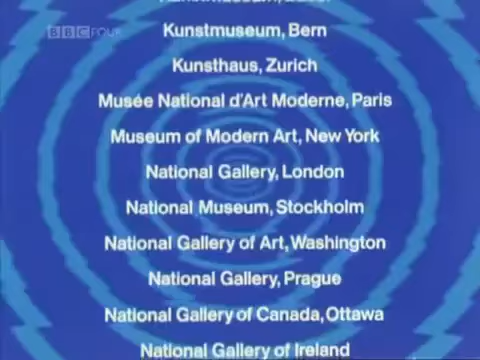 BBC FOUR
Kunstmuseum, Basel
Kunstmuseum, Bern
Kunsthaus, Zurich
Musée National d'Art Moderne, Paris
Museum of Modern Art, New York
National Gallery, London
National Museum, Stockholm
National Gallery of Art, Washington
National Gallery, Prague
National Gallery of Canada, Ottawa
National Gallery of Ireland